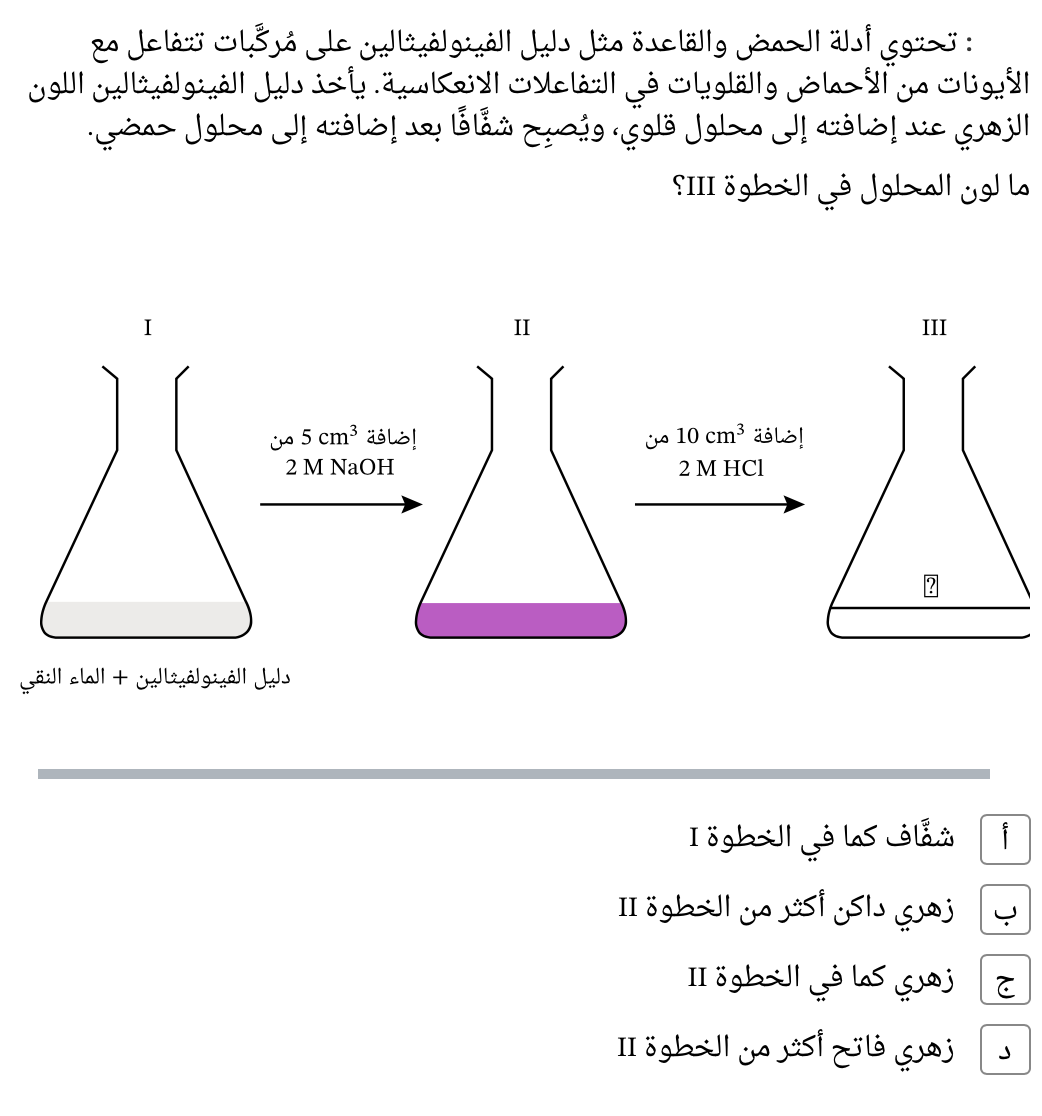 : تحتوي أدلة الحمض والقاعدة مثل دليل الفينولفيثالين على مُركَّبات تتفاعل مع
الأيونات من الأحماض والقلويات في التفاعلات الانعكاسية. يأخذ دليل الفينولفيثالين اللون
الزهري عند إضافته إلى محلول قلوي، ويُصبِح شفَّافًا بعد إضافته إلى محلول حمضي.
ما لون المحلول في الخطوة III؟
I
II
III
إضافة 5 cm³ من
2 M NaOH
إضافة 10 cm³ من
2 M HCl
?
دليل الفينولفيثالين + الماء النقي
أ شفَّاف كما في الخطوة I
ب زهري داكن أكثر من الخطوة II
ج زهري كما في الخطوة II
د زهري فاتح أكثر من الخطوة II